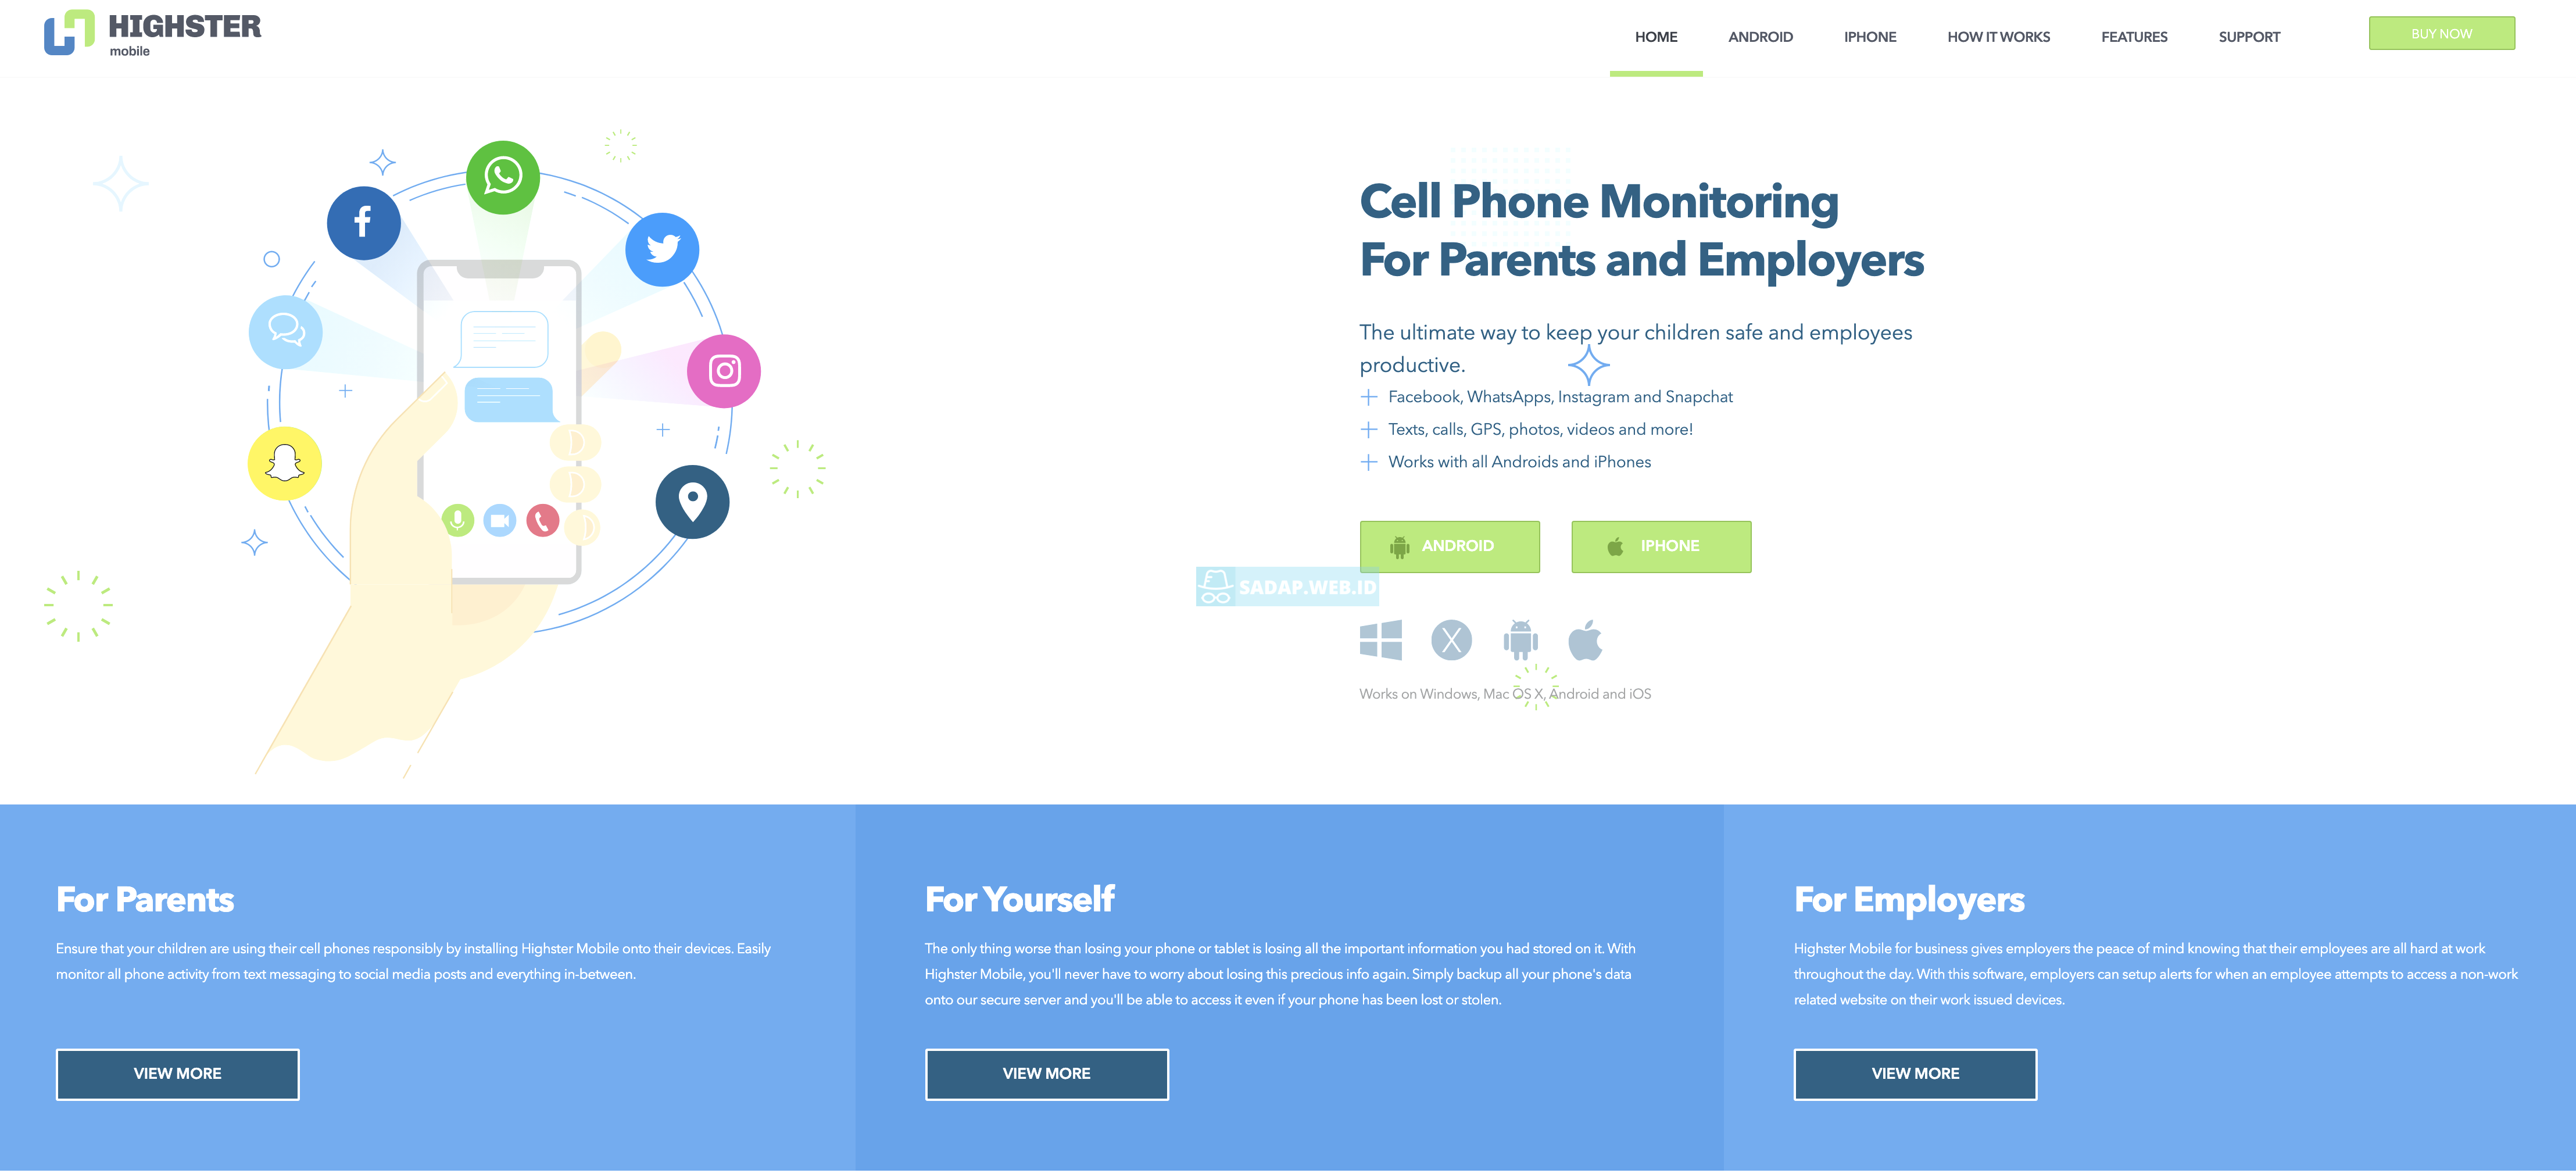 HIGHSTER
mobile
HOME
ANDROID
IPHONE
HOW IT WORKS
FEATURES
SUPPORT
BUY NOW
Cell Phone Monitoring
For Parents and Employers
The ultimate way to keep your children safe and employees
productive.
Facebook, WhatsApps, Instagram and Snapchat
Texts, calls, GPS, photos, videos and more!
Works with all Androids and iPhones
ANDROID
IPHONE
SADAP.WEB.ID
Works on Windows, Mac OS X, Android and iOS
For Parents
Ensure that your children are using their cell phones responsibly by installing Highster Mobile onto their devices. Easily
monitor all phone activity from text messaging to social media posts and everything in-between.
VIEW MORE
For Yourself
The only thing worse than losing your phone or tablet is losing all the important information you had stored on it. With
Highster Mobile, you'll never have to worry about losing this precious info again. Simply backup all your phone's data
onto our secure server and you'll be able to access it even if your phone has been lost or stolen.
VIEW MORE
For Employers
Highster Mobile for business gives employers the peace of mind knowing that their employees are all hard at work
throughout the day. With this software, employers can setup alerts for when an employee attempts to access a non-work
related website on their work issued devices.
VIEW MORE